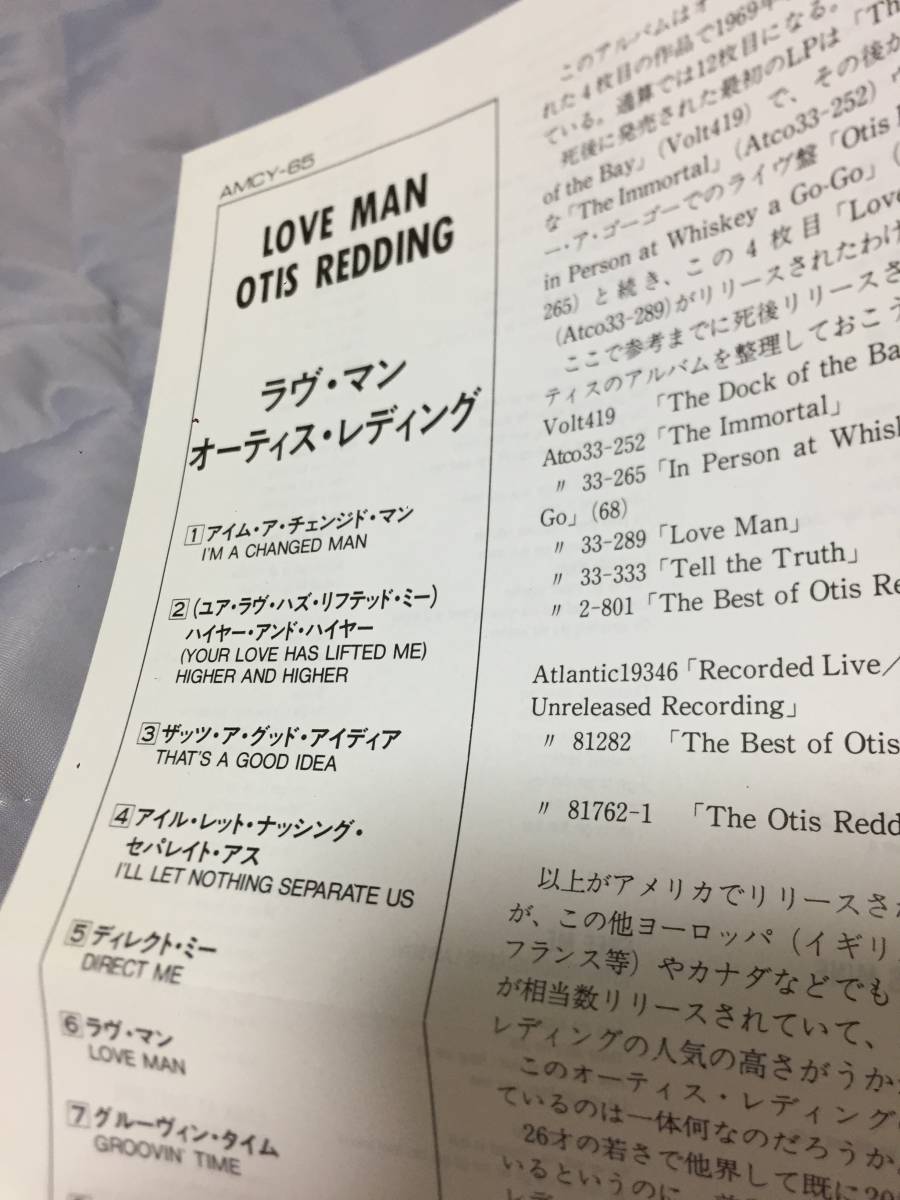 AMCY-65
LOVE MAN
OTIS REDDING
ラヴ・マン
オーティス・レディング
1 アイム・ア・チェンジド・マン
I'M A CHANGED MAN
2 (ユア・ラヴ・ハズ・リフテッド・ミー)
ハイヤー・アンド・ハイヤー
(YOUR LOVE HAS LIFTED ME)
HIGHER AND HIGHER
3 ザッツ・ア・グッド・アイディア
THAT'S A GOOD IDEA
4 アイル・レット・ナッシング・
セパレイト・アス
I'LL LET NOTHING SEPARATE US
5 ディレクト・ミー
DIRECT ME
6 ラヴ・マン
LOVE MAN
7 グルーヴィン・タイム
GROOVIN' TIME
このアルバムはオ
れた4枚目の作品で1969年
ている。通算では12枚目になる。
死後に発売された最初のLPは「Th
of the Bay」(Volt419) で、その後か
な「The Immortal」(Atco33-252)
ー・ア・ゴーゴーでのライヴ盤「Otis
in Person at Whiskey a Go-Go」(
265) と続き、この4枚目「Love
(Atco33-289)がリリースされたわけ
ここで参考までに死後リリースさ
ティスのアルバムを整理しておこう
Volt419 「The Dock of the Ba
Atco33-252「The Immortal」
〃 33-265「In Person at Whisk
Go」(68)
〃 33-289「Love Man」
〃 33-333「Tell the Truth」
〃 2-801「The Best of Otis Re
Atlantic19346「Recorded Live/
Unreleased Recording」
〃 81282 「The Best of Otis
〃 81762-1 「The Otis Redd
以上がアメリカでリリースさ
が、この他ヨーロッパ (イギリ
フランス等) やカナダなどでも
が相当数リリースされていて、
レディングの人気の高さがうか
このオーティス・レディング
ているのは一体何なのだろうか
26才の若さで他界して既に20
いるというのに